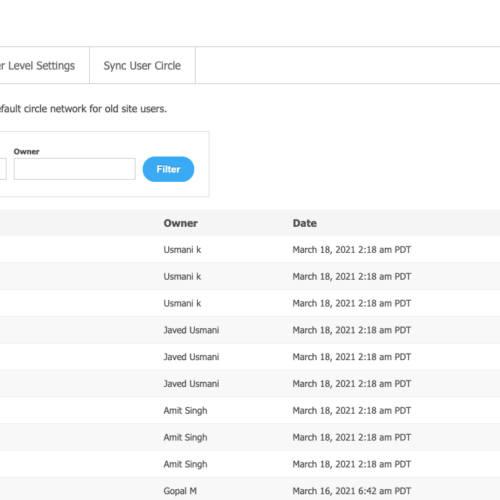 r Level Settings Sync User Circle
efault circle network for old site users.
Owner
Filter
Owner Date
Usmani k March 18, 2021 2:18 am PDT
Usmani k March 18, 2021 2:18 am PDT
Usmani k March 18, 2021 2:18 am PDT
Javed Usmani March 18, 2021 2:18 am PDT
Javed Usmani March 18, 2021 2:18 am PDT
Javed Usmani March 18, 2021 2:18 am PDT
Amit Singh March 18, 2021 2:18 am PDT
Amit Singh March 18, 2021 2:18 am PDT
Amit Singh March 18, 2021 2:18 am PDT
Gopal M March 16, 2021 6:42 am PDT